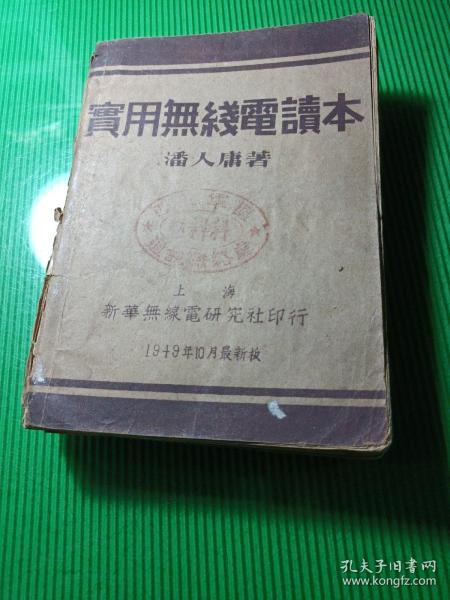 實用無綫電讀本
潘人庸著
上海
新華無線電研究社印行
1949年10月最新版
孔夫子旧书网
www.kongfz.com